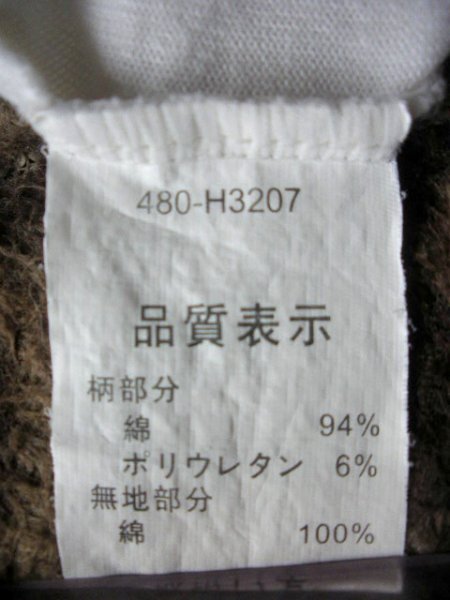 480-H3207
品質表示
柄部分
綿 94%
ポリウレタン 6%
無地部分
綿 100%